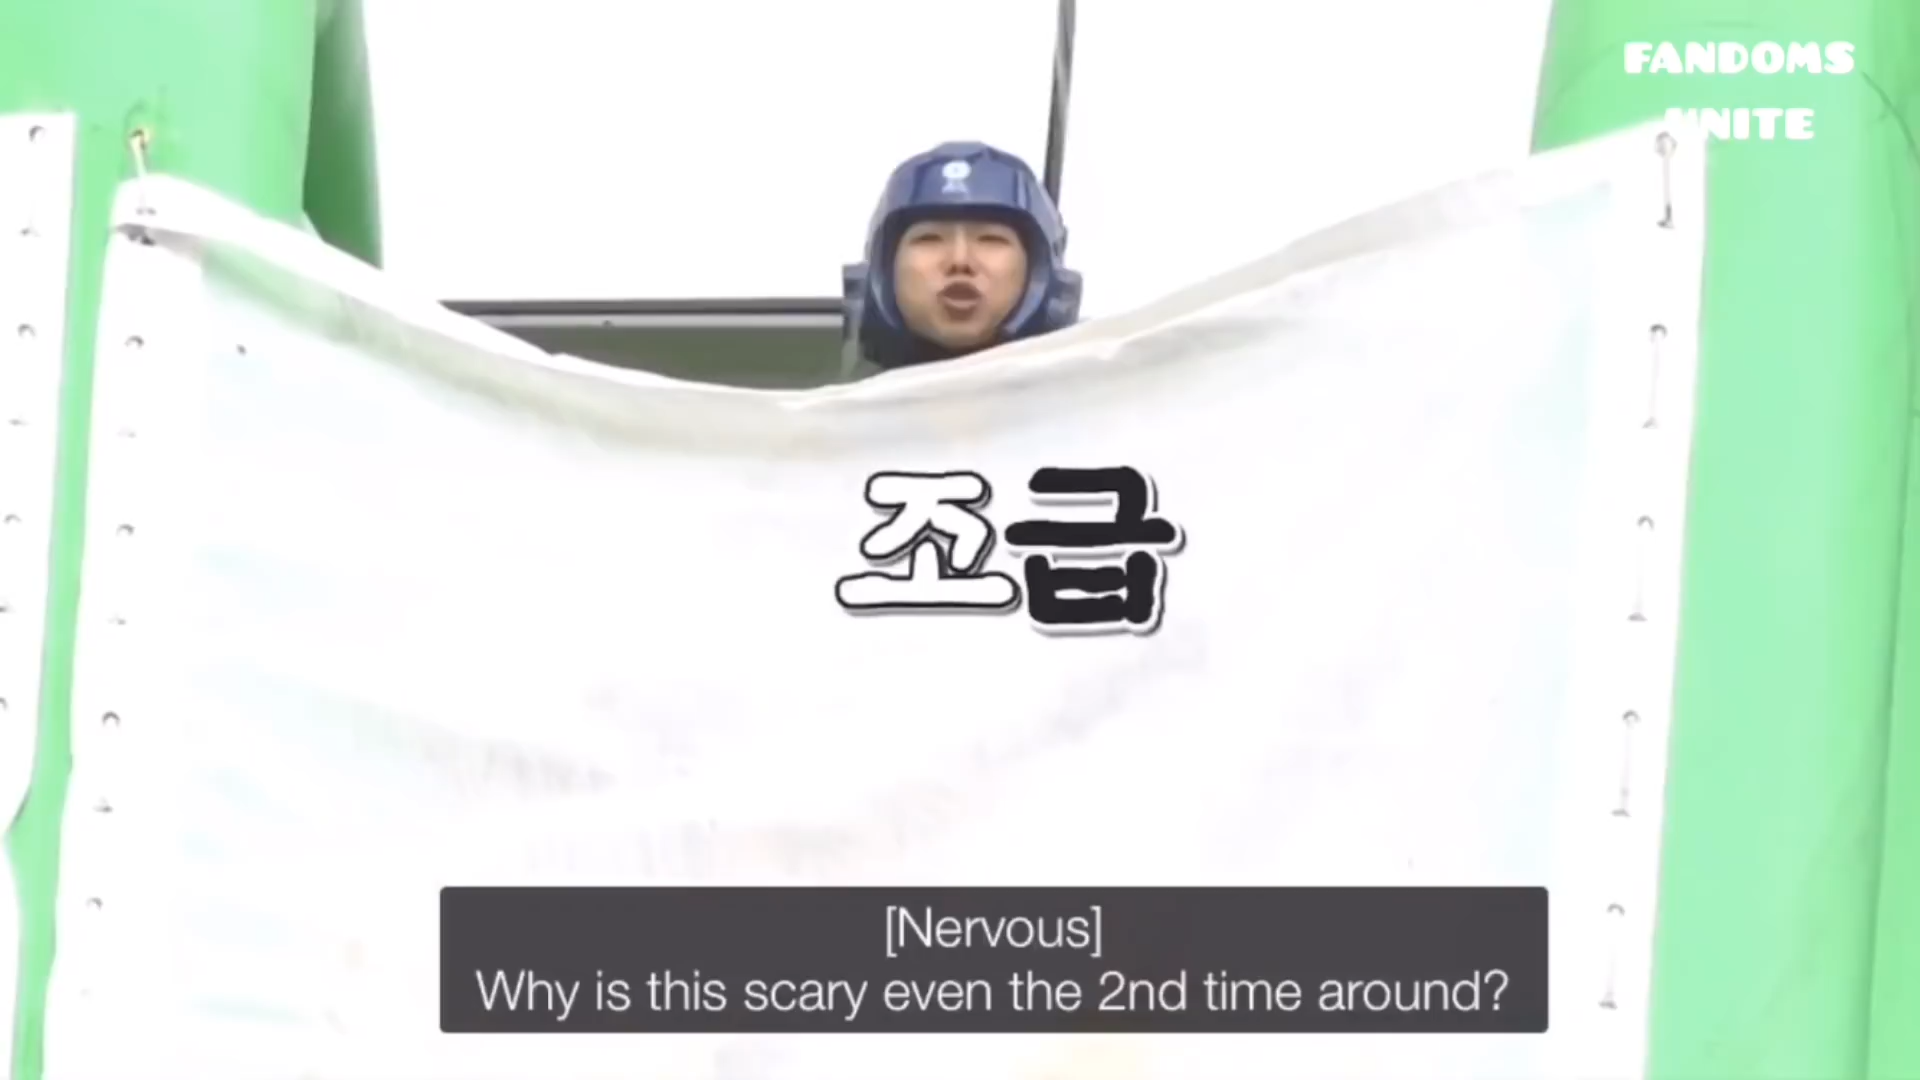 FANDOMS
UNITE
조급
[Nervous]
Why is this scary even the 2nd time around?